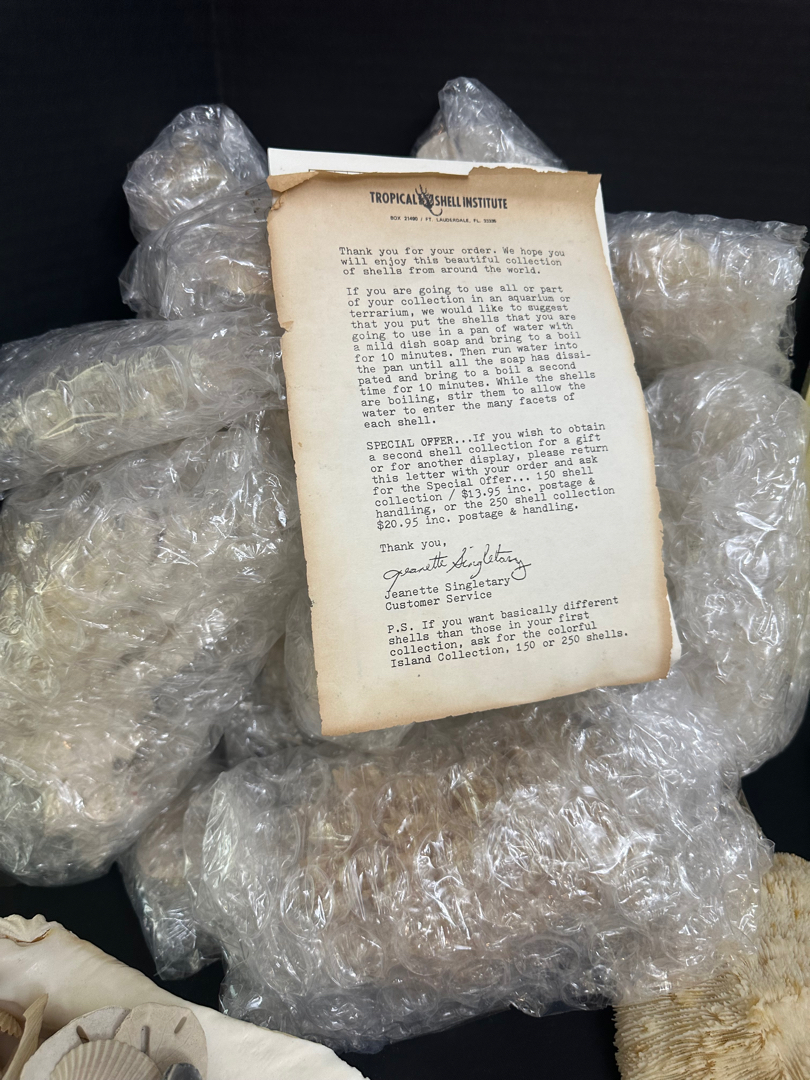 TROPICAL SHELL INSTITUTE
BOX 21490 / FT. LAUDERDALE, FL. 33335
Thank you for your order. We hope you
will enjoy this beautiful collection
of shells from around the world.
If you are going to use all or part
of your collection in an aquarium or
terrarium, we would like to suggest
that you put the shells that you are
going to use in a pan of water with
a mild dish soap and bring to a boil
for 10 minutes. Then run water into
the pan until all the soap has dissi-
pated and bring to a boil a second
time for 10 minutes. While the shells
are boiling, stir them to allow the
water to enter the many facets of
each shell.
SPECIAL OFFER...If you wish to obtain
a second shell collection for a gift
or for another display, please return
this letter with your order and ask
for the Special Offer... 150 shell
collection / $13.95 inc. postage &
handling, or the 250 shell collection
$20.95 inc. postage & handling.
Thank you,
Jeanette Singletary
Jeanette Singletary
Customer Service
P.S. If you want basically different
shells than those in your first
collection, ask for the colorful
Island Collection, 150 or 250 shells.